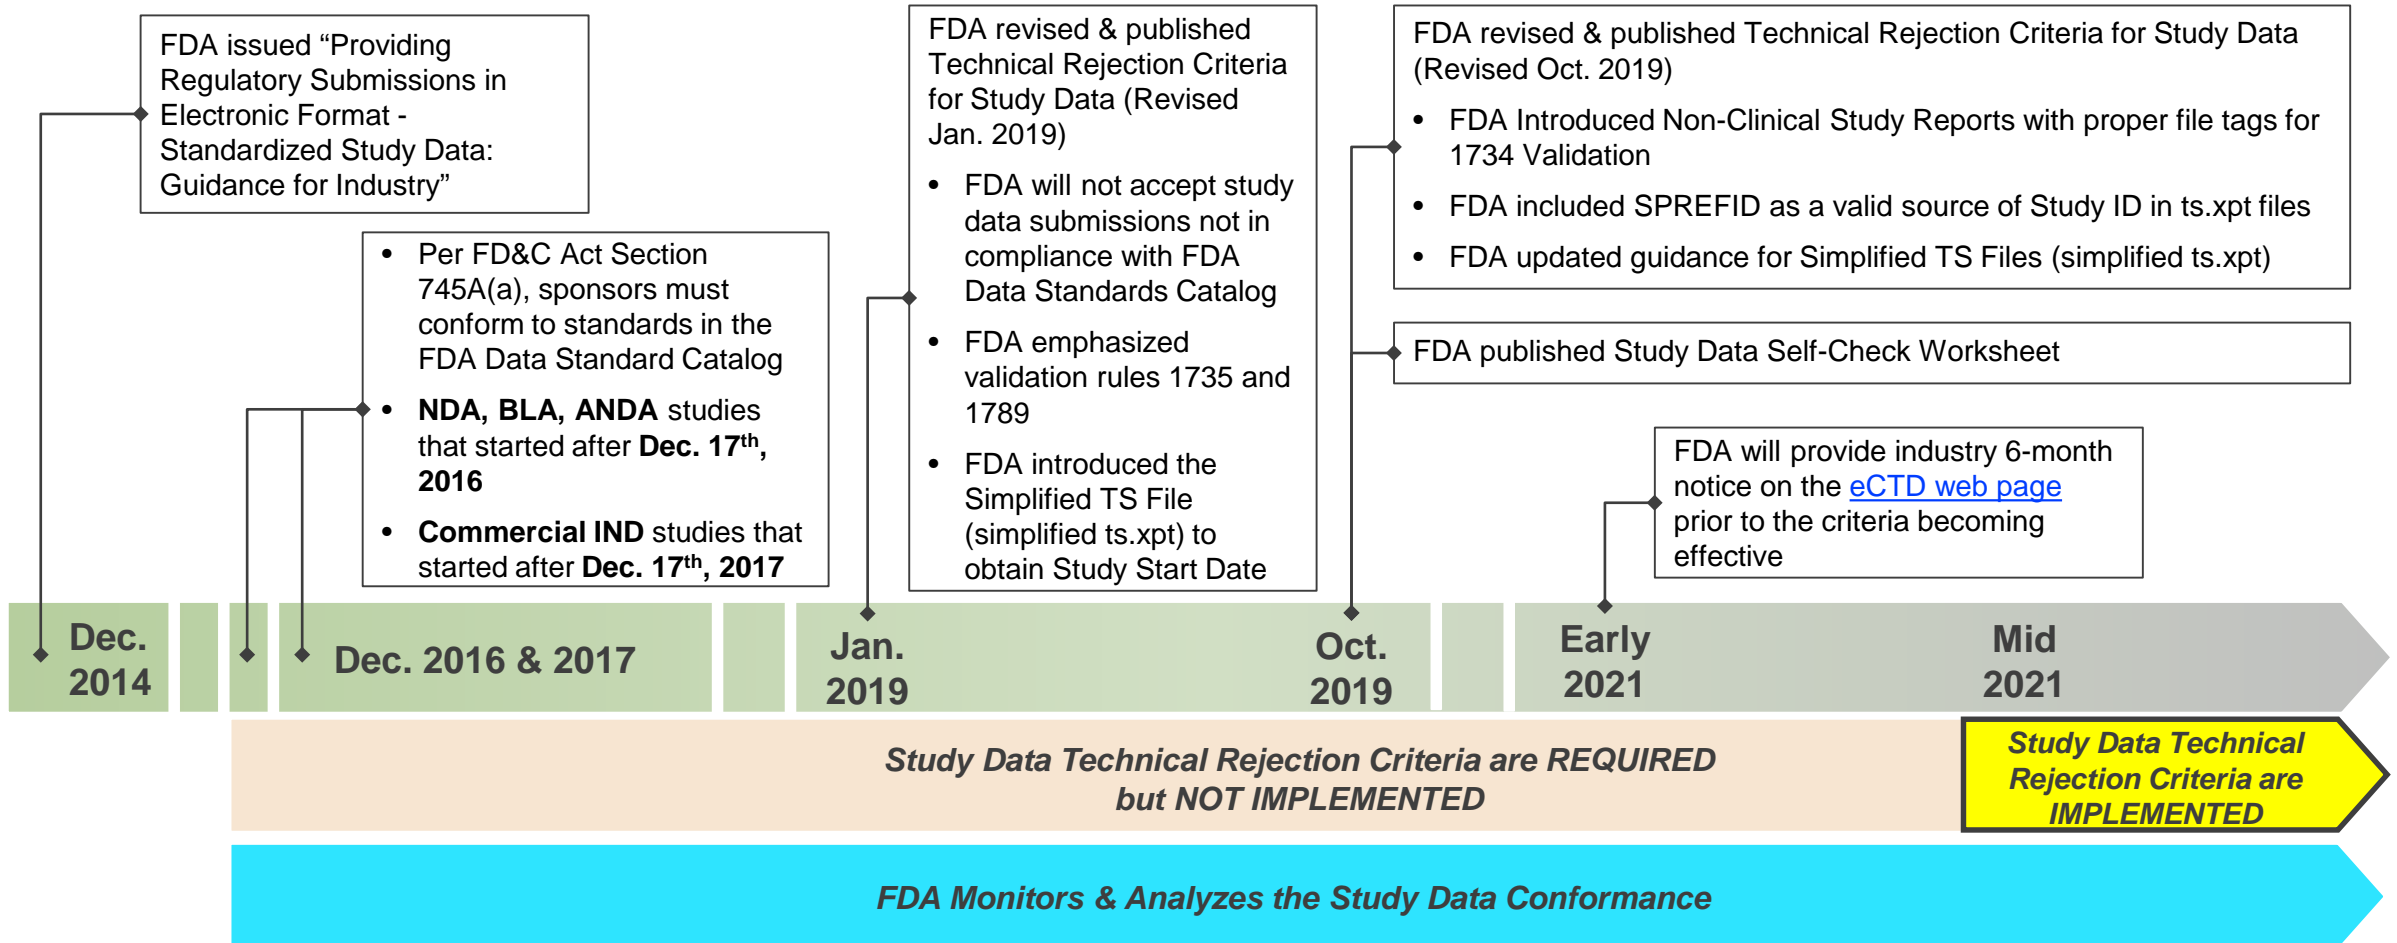 FDA issued “Providing
Regulatory Submissions in
Electronic Format -
Standardized Study Data:
Guidance for Industry”
• Per FD&C Act Section
745A(a), sponsors must
conform to standards in the
FDA Data Standard Catalog
• NDA, BLA, ANDA studies
that started after Dec. 17th,
2016
• Commercial IND studies that
started after Dec. 17th, 2017
FDA revised & published
Technical Rejection Criteria
for Study Data (Revised
Jan. 2019)
• FDA will not accept study
data submissions not in
compliance with FDA
Data Standards Catalog
• FDA emphasized
validation rules 1735 and
1789
• FDA introduced the
Simplified TS File
(simplified ts.xpt) to
obtain Study Start Date
FDA revised & published Technical Rejection Criteria for Study Data
(Revised Oct. 2019)
• FDA Introduced Non-Clinical Study Reports with proper file tags for
1734 Validation
• FDA included SPREFID as a valid source of Study ID in ts.xpt files
• FDA updated guidance for Simplified TS Files (simplified ts.xpt)
FDA published Study Data Self-Check Worksheet
FDA will provide industry 6-month
notice on the eCTD web page
prior to the criteria becoming
effective
Dec.
2014
Dec. 2016 & 2017
Jan.
2019
Oct.
2019
Early
2021
Mid
2021
Study Data Technical Rejection Criteria are REQUIRED
but NOT IMPLEMENTED
Study Data Technical
Rejection Criteria are
IMPLEMENTED
FDA Monitors & Analyzes the Study Data Conformance